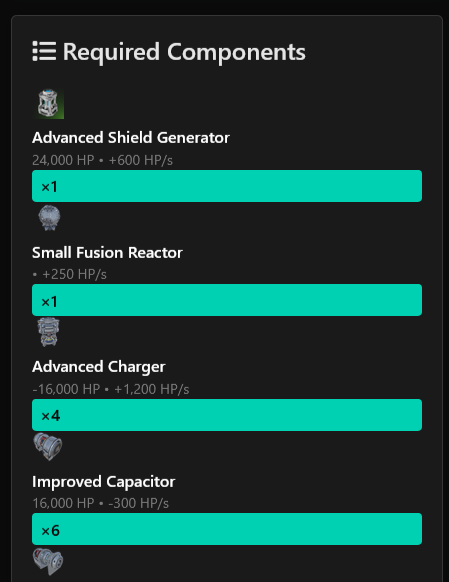 Required Components
Advanced Shield Generator
24,000 HP • +600 HP/s
×1
Small Fusion Reactor
• +250 HP/s
×1
Advanced Charger
-16,000 HP • +1,200 HP/s
×4
Improved Capacitor
16,000 HP • -300 HP/s
×6